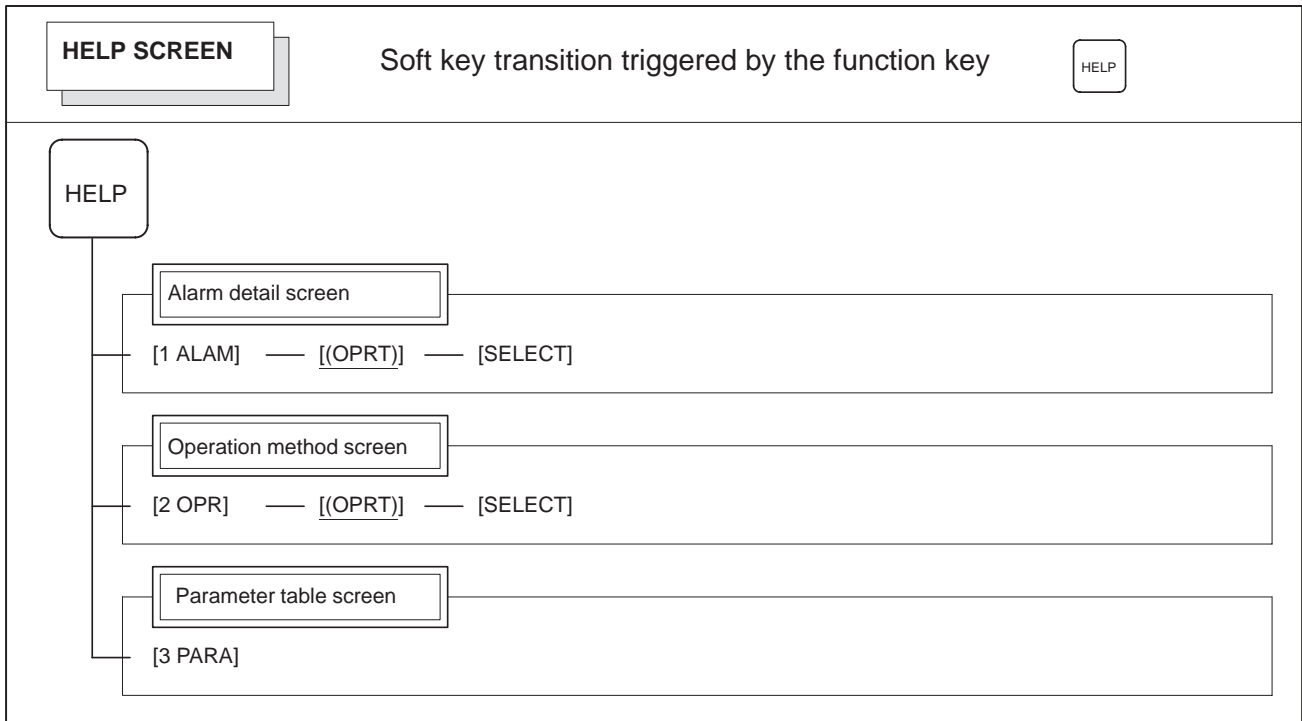 HELP SCREEN
Soft key transition triggered by the function key
HELP
HELP
Alarm detail screen
[1 ALAM] [(OPRT)] [SELECT]
Operation method screen
[2 OPR] [(OPRT)] [SELECT]
Parameter table screen
[3 PARA]